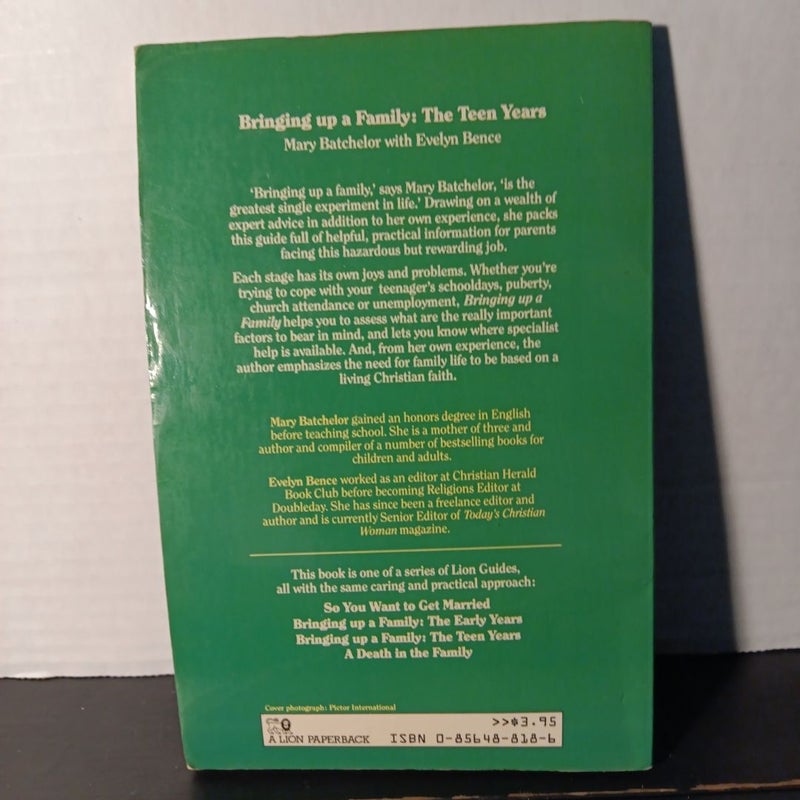 Bringing up a Family: The Teen Years
Mary Batchelor with Evelyn Bence
‘Bringing up a family,’ says Mary Batchelor, ‘is the
greatest single experiment in life.’ Drawing on a wealth of
expert advice in addition to her own experience, she packs
this guide full of helpful, practical information for parents
facing this hazardous but rewarding job.
Each stage has its own joys and problems. Whether you’re
trying to cope with your teenager’s schooldays, puberty,
church attendance or unemployment, Bringing up a
Family helps you to assess what are the really important
factors to bear in mind, and lets you know where specialist
help is available. And, from her own experience, the
author emphasizes the need for family life to be based on a
living Christian faith.
Mary Batchelor gained an honors degree in English
before teaching school. She is a mother of three and
author and compiler of a number of bestselling books for
children and adults.
Evelyn Bence worked as an editor at Christian Herald
Book Club before becoming Religions Editor at
Doubleday. She has since been a freelance editor and
author and is currently Senior Editor of Today’s Christian
Woman magazine.
This book is one of a series of Lion Guides,
all with the same caring and practical approach:
So You Want to Get Married
Bringing up a Family: The Early Years
Bringing up a Family: The Teen Years
A Death in the Family
Cover photograph: Pictor International
>>$3.95
A LION PAPERBACK ISBN 0-85648-818-6